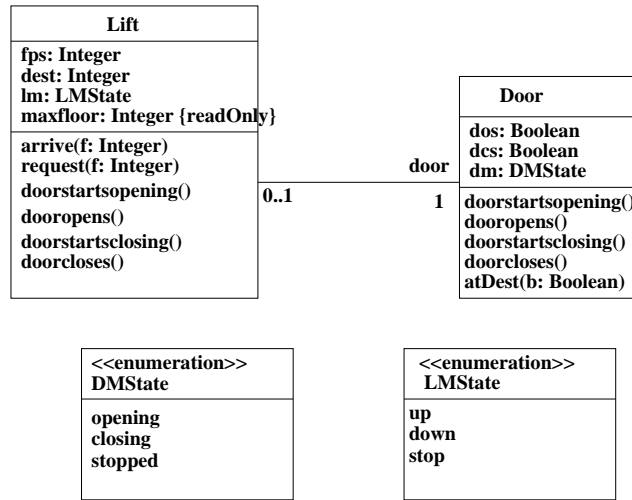 Lift
fps: Integer
dest: Integer
lm: LMState
maxfloor: Integer {readOnly}
arrive(f: Integer)
request(f: Integer)
doorstartsopening()
dooropens()
doorstartsclosing()
doorcloses()
door
0..1
1
Door
dos: Boolean
dcs: Boolean
dm: DMState
doorstartsopening()
dooropens()
doorstartsclosing()
doorcloses()
atDest(b: Boolean)
<<enumeration>>
DMState
opening
closing
stopped
<<enumeration>>
LMState
up
down
stop